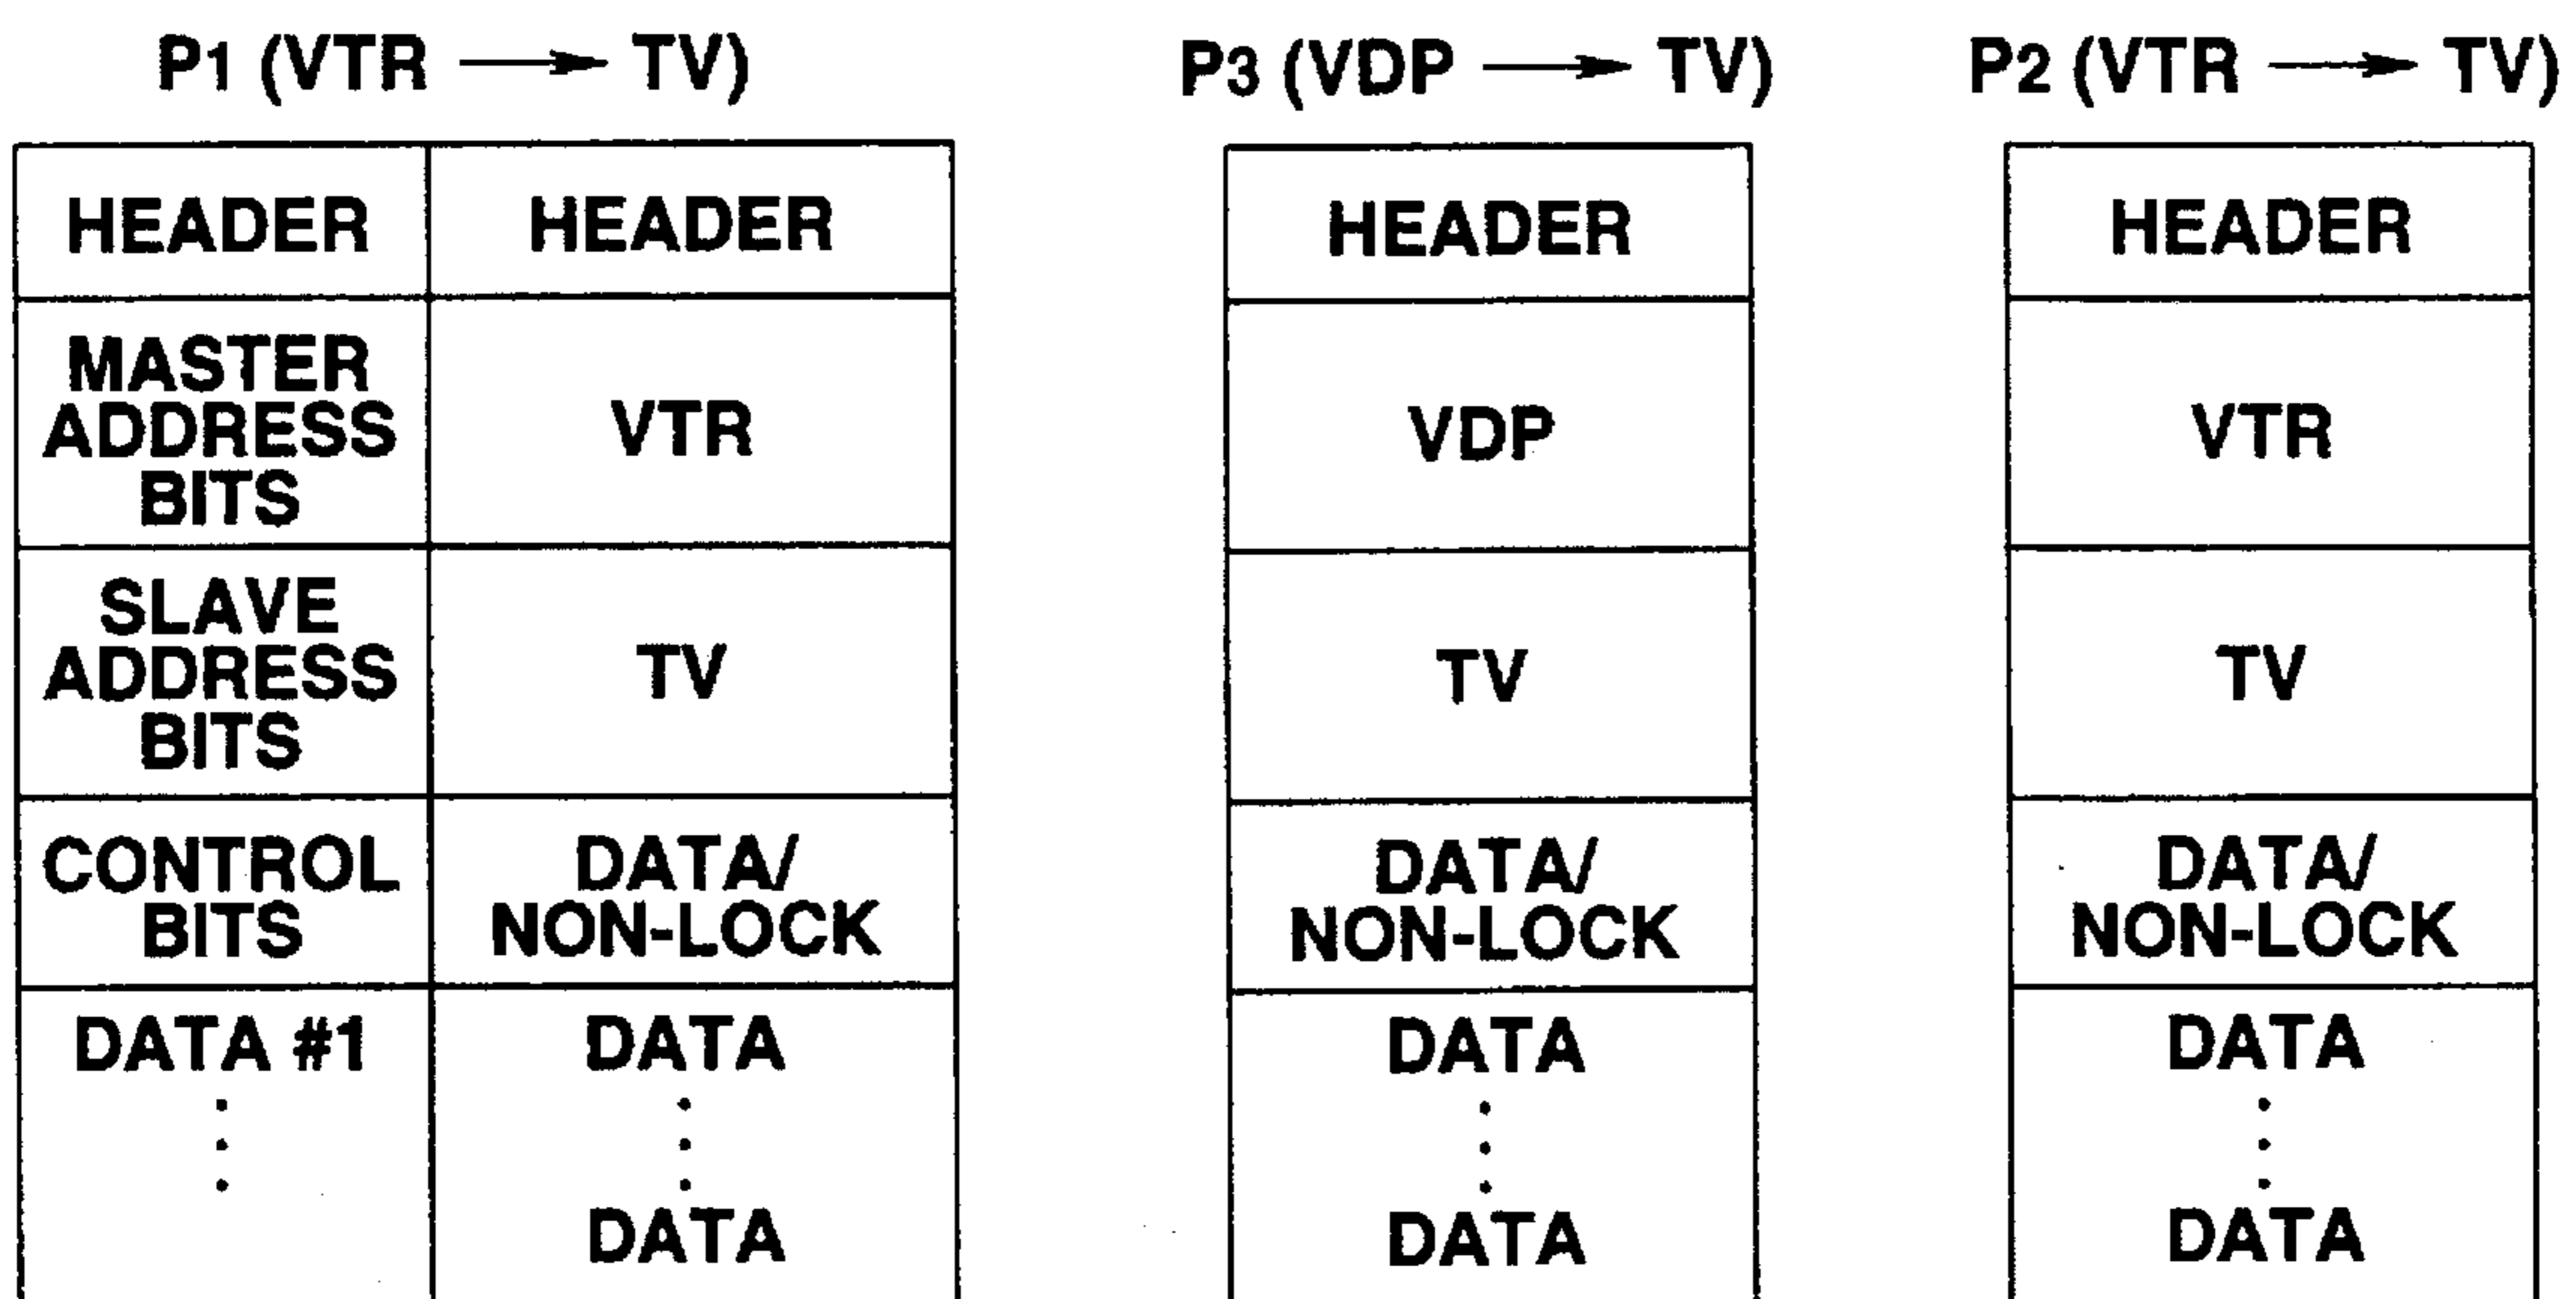 P1 (VTR → TV)
HEADER HEADER
MASTER
ADDRESS
BITS
VTR
SLAVE
ADDRESS
BITS
TV
CONTROL
BITS
DATA/
NON-LOCK
DATA #1
DATA
DATA
P3 (VDP → TV)
HEADER
VDP
TV
DATA/
NON-LOCK
DATA
DATA
P2 (VTR → TV)
HEADER
VTR
TV
DATA/
NON-LOCK
DATA
DATA